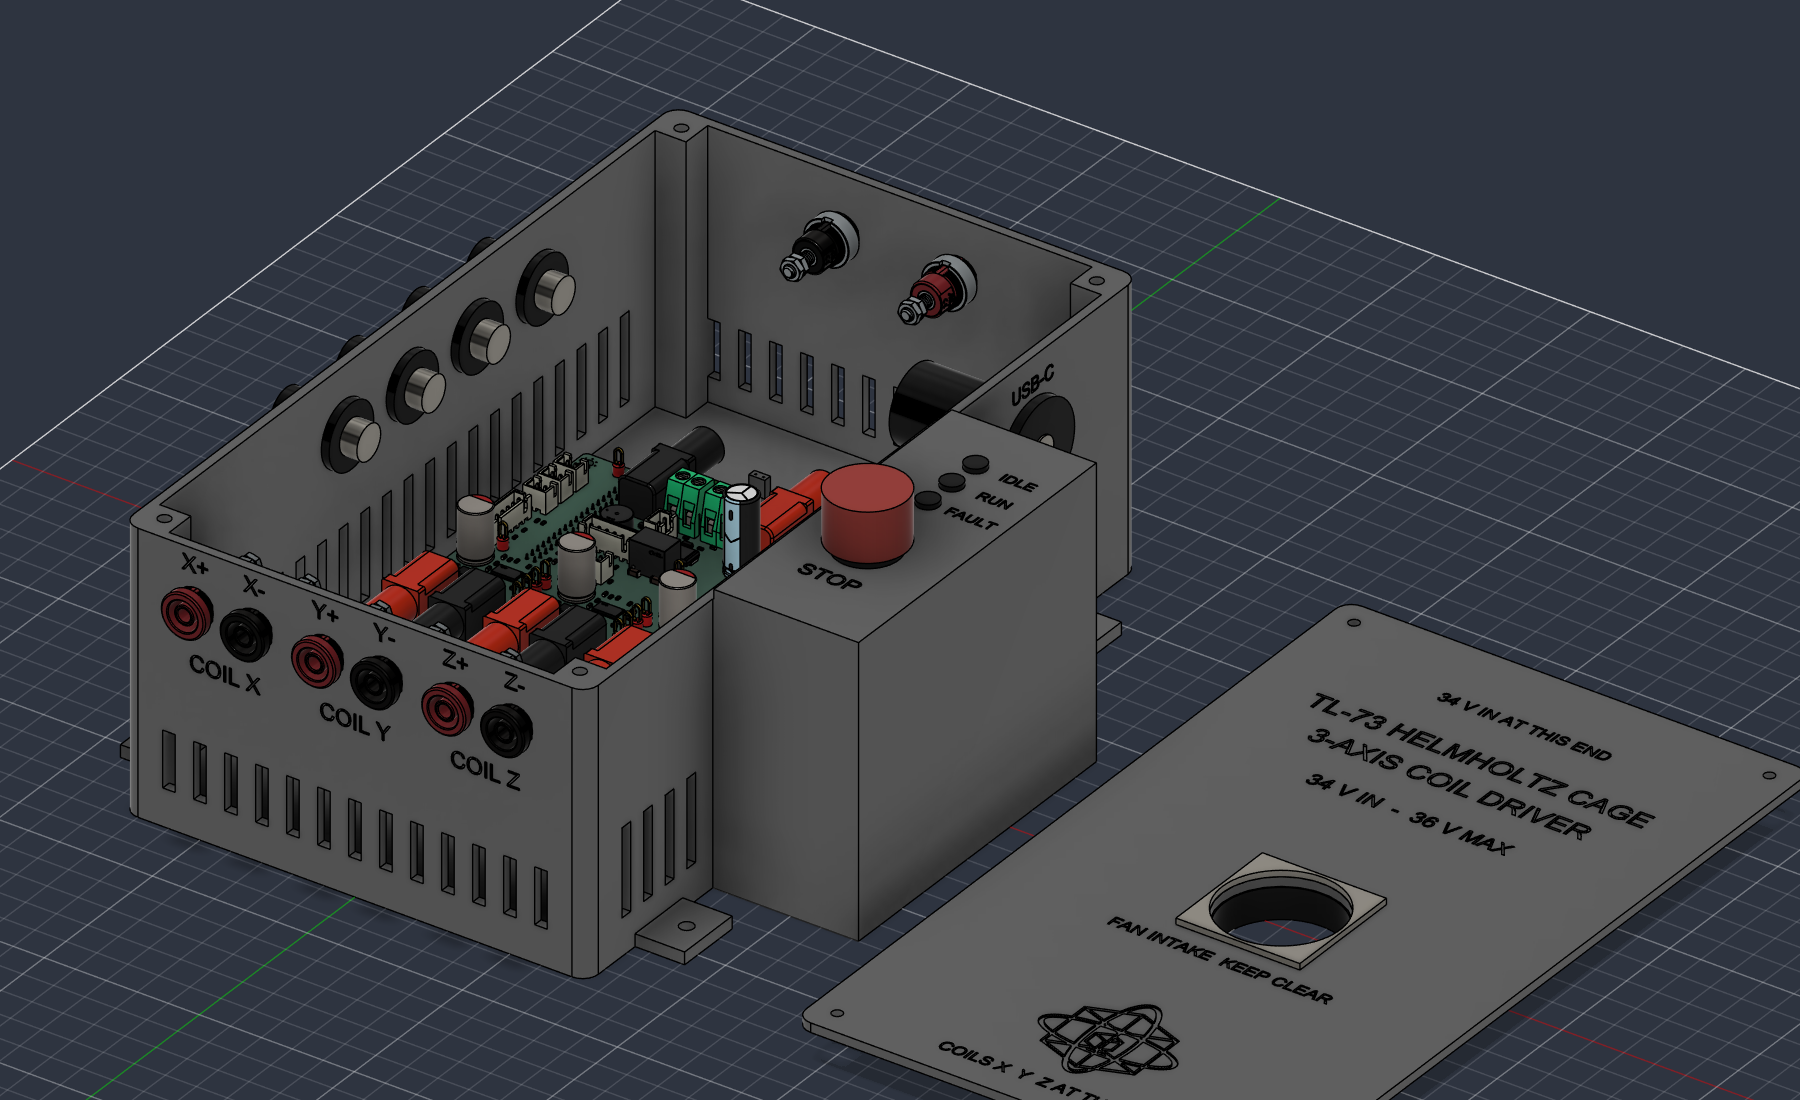 USB-C
IDLE
RUN
FAULT
STOP
X+
X-
Y+
Y-
Z+
Z-
COIL X
COIL Y
COIL Z
34 V IN AT THIS END
TL-73 HELMHOLTZ CAGE
3-AXIS COIL DRIVER
34 V IN - 36 V MAX
FAN INTAKE KEEP CLEAR
COILS X Y Z AT